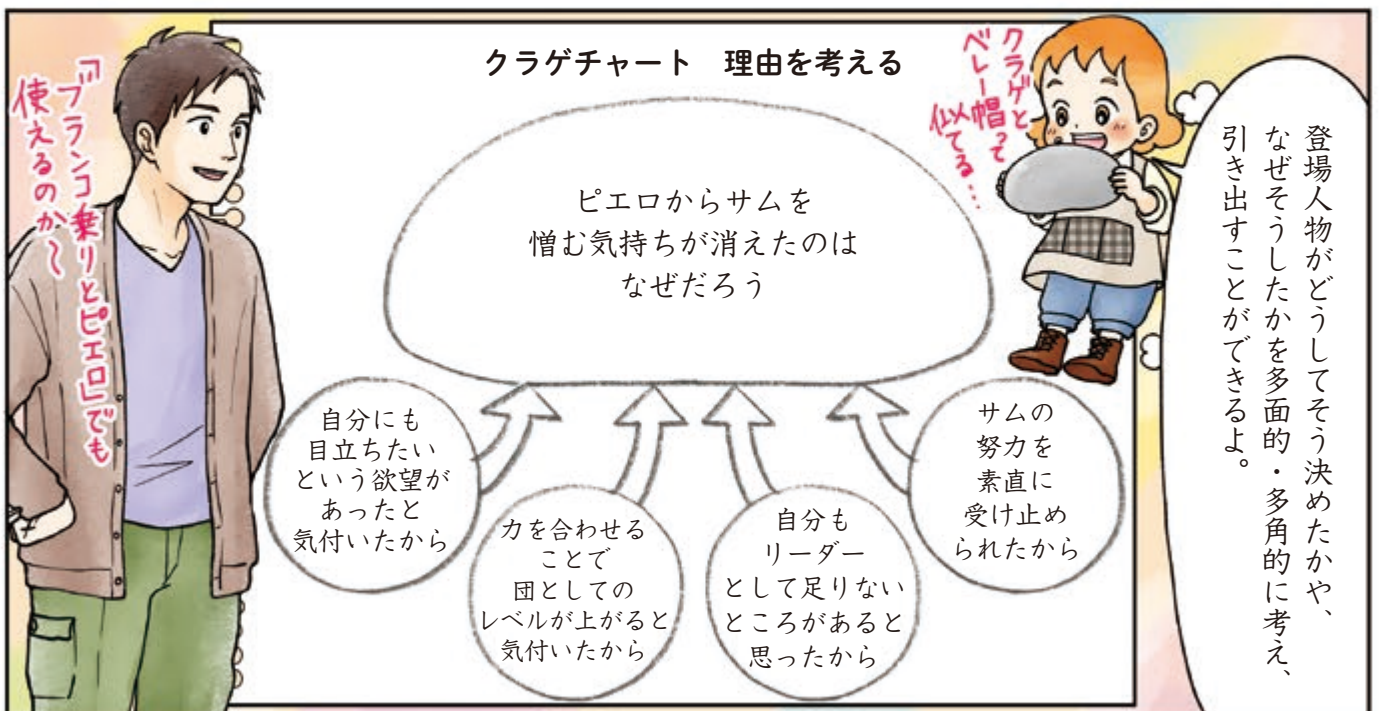 クラゲチャート　理由を考える
登場人物がどうしてそう決めたかや、
なぜそうしたかを多面的・多角的に考え、
引き出すことができるよ。
クラゲと
ベレー帽って
似てる…
ピエロからサムを
憎む気持ちが消えたのは
なぜだろう
サムの
努力を
素直に
受け止め
られたから
自分も
リーダー
として足りない
ところがあると
思ったから
力を合わせる
ことで
団としての
レベルが上がると
気付いたから
自分にも
目立ちたい
という欲望が
あったと
気付いたから
『ブランコ乗りとピエロ』でも
使えるのか〜